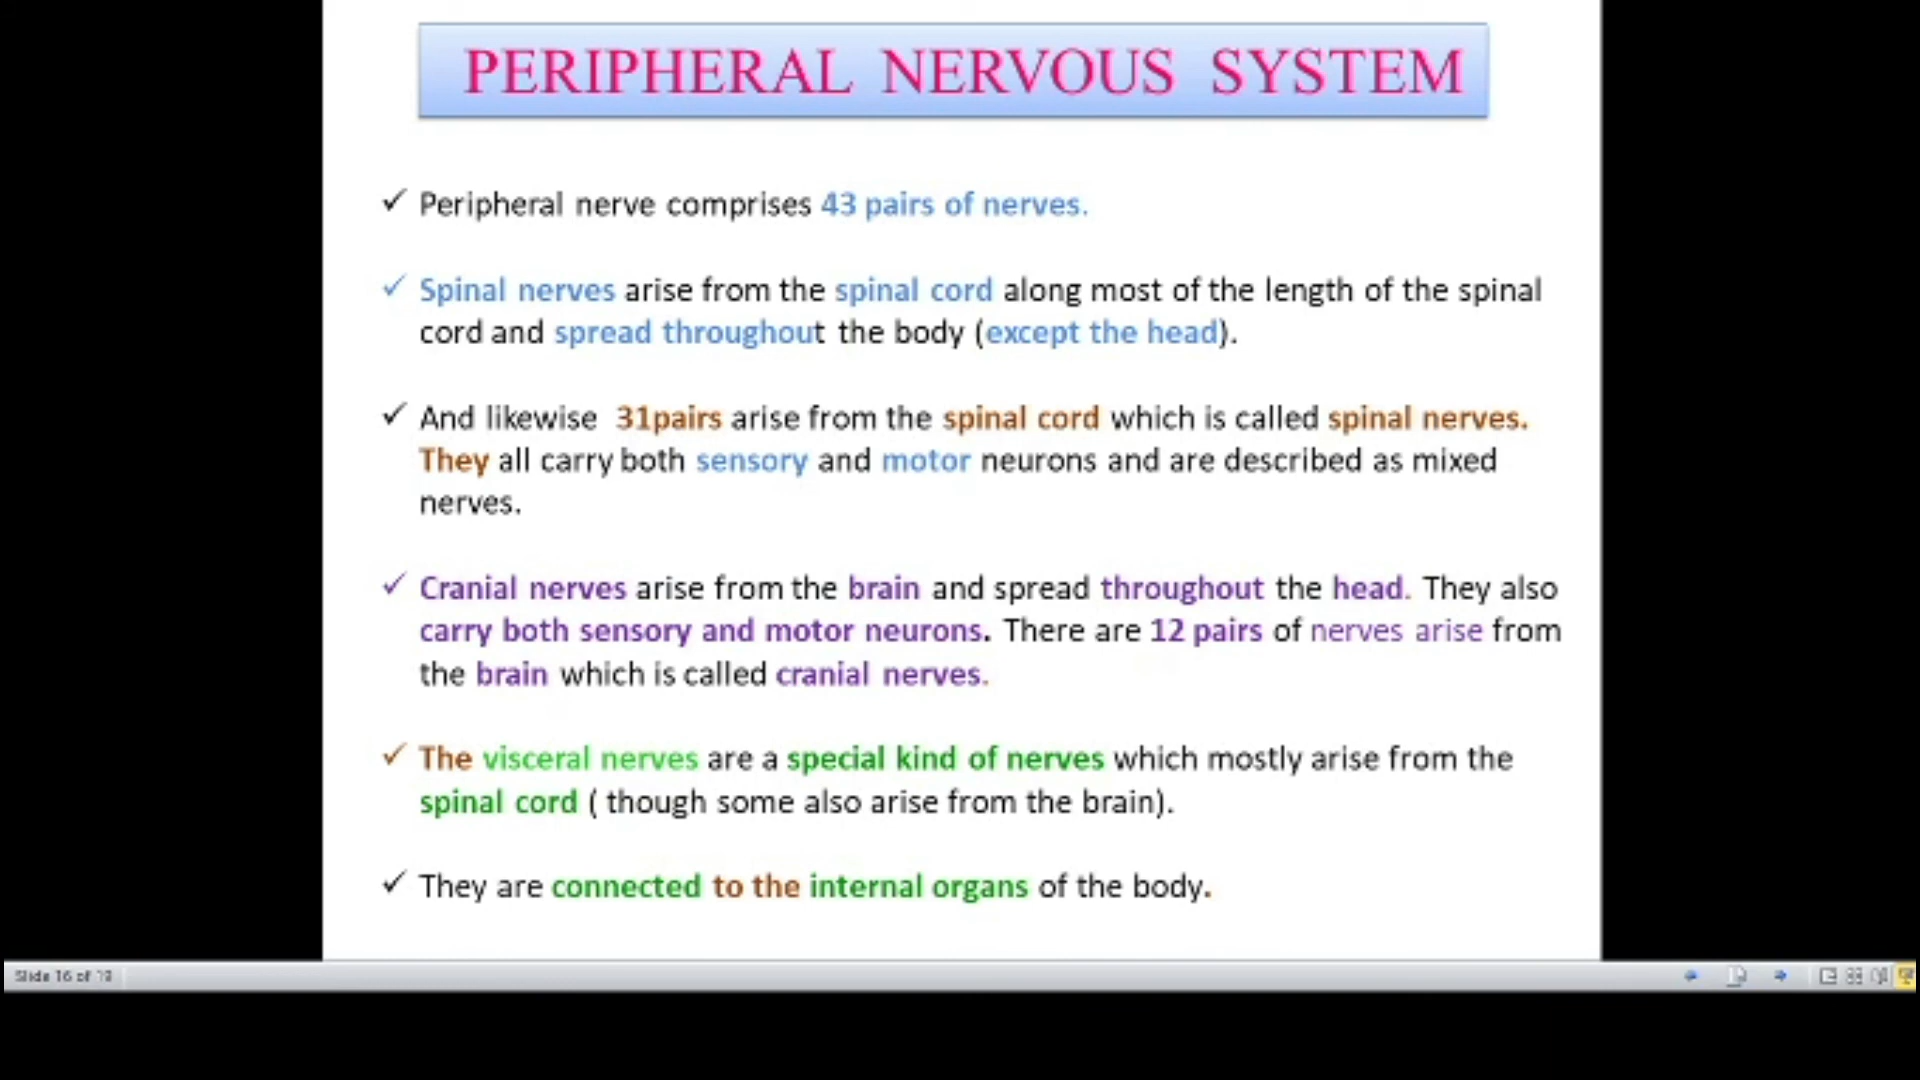 PERIPHERAL NERVOUS SYSTEM
✓ Peripheral nerve comprises 43 pairs of nerves.
✓ Spinal nerves arise from the spinal cord along most of the length of the spinal
cord and spread throughout the body (except the head).
✓ And likewise 31pairs arise from the spinal cord which is called spinal nerves.
They all carry both sensory and motor neurons and are described as mixed
nerves.
✓ Cranial nerves arise from the brain and spread throughout the head. They also
carry both sensory and motor neurons. There are 12 pairs of nerves arise from
the brain which is called cranial nerves.
✓ The visceral nerves are a special kind of nerves which mostly arise from the
spinal cord ( though some also arise from the brain).
✓ They are connected to the internal organs of the body.
Slide 16 of 19